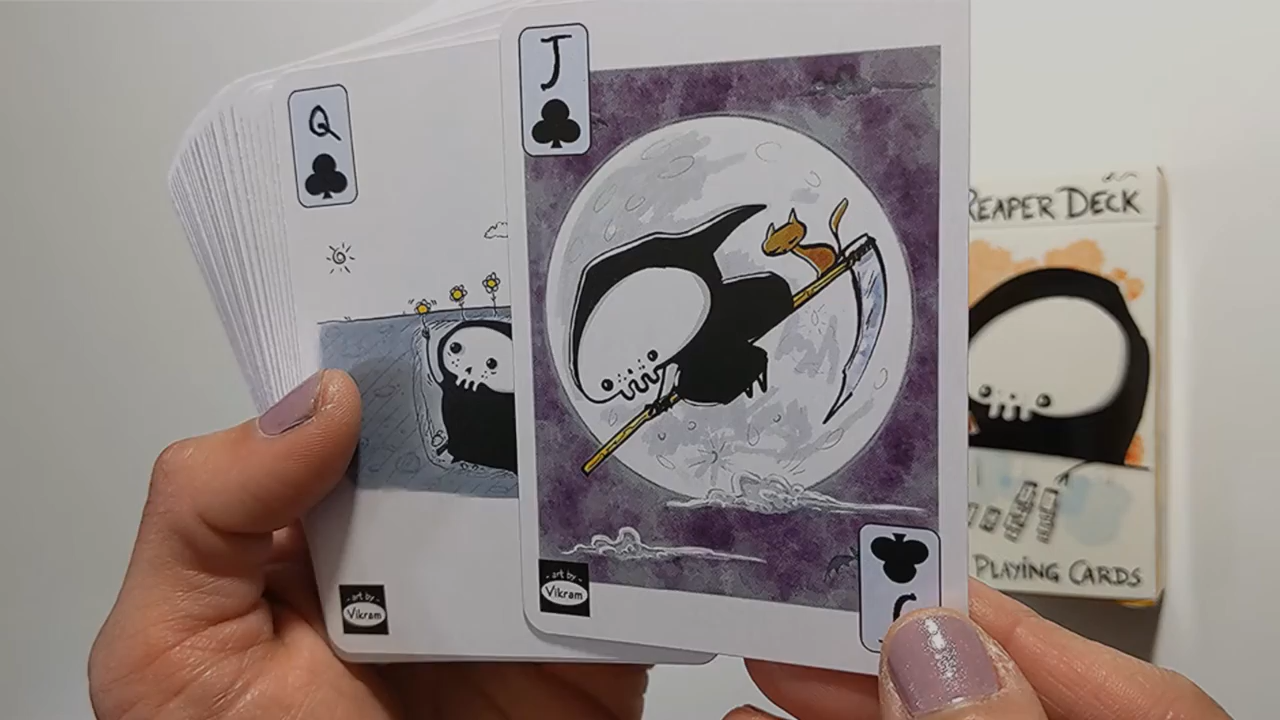 Q
- art by -
Vikram
J
- art by -
Vikram
J
REAPER DECK
PLAYING CARDS